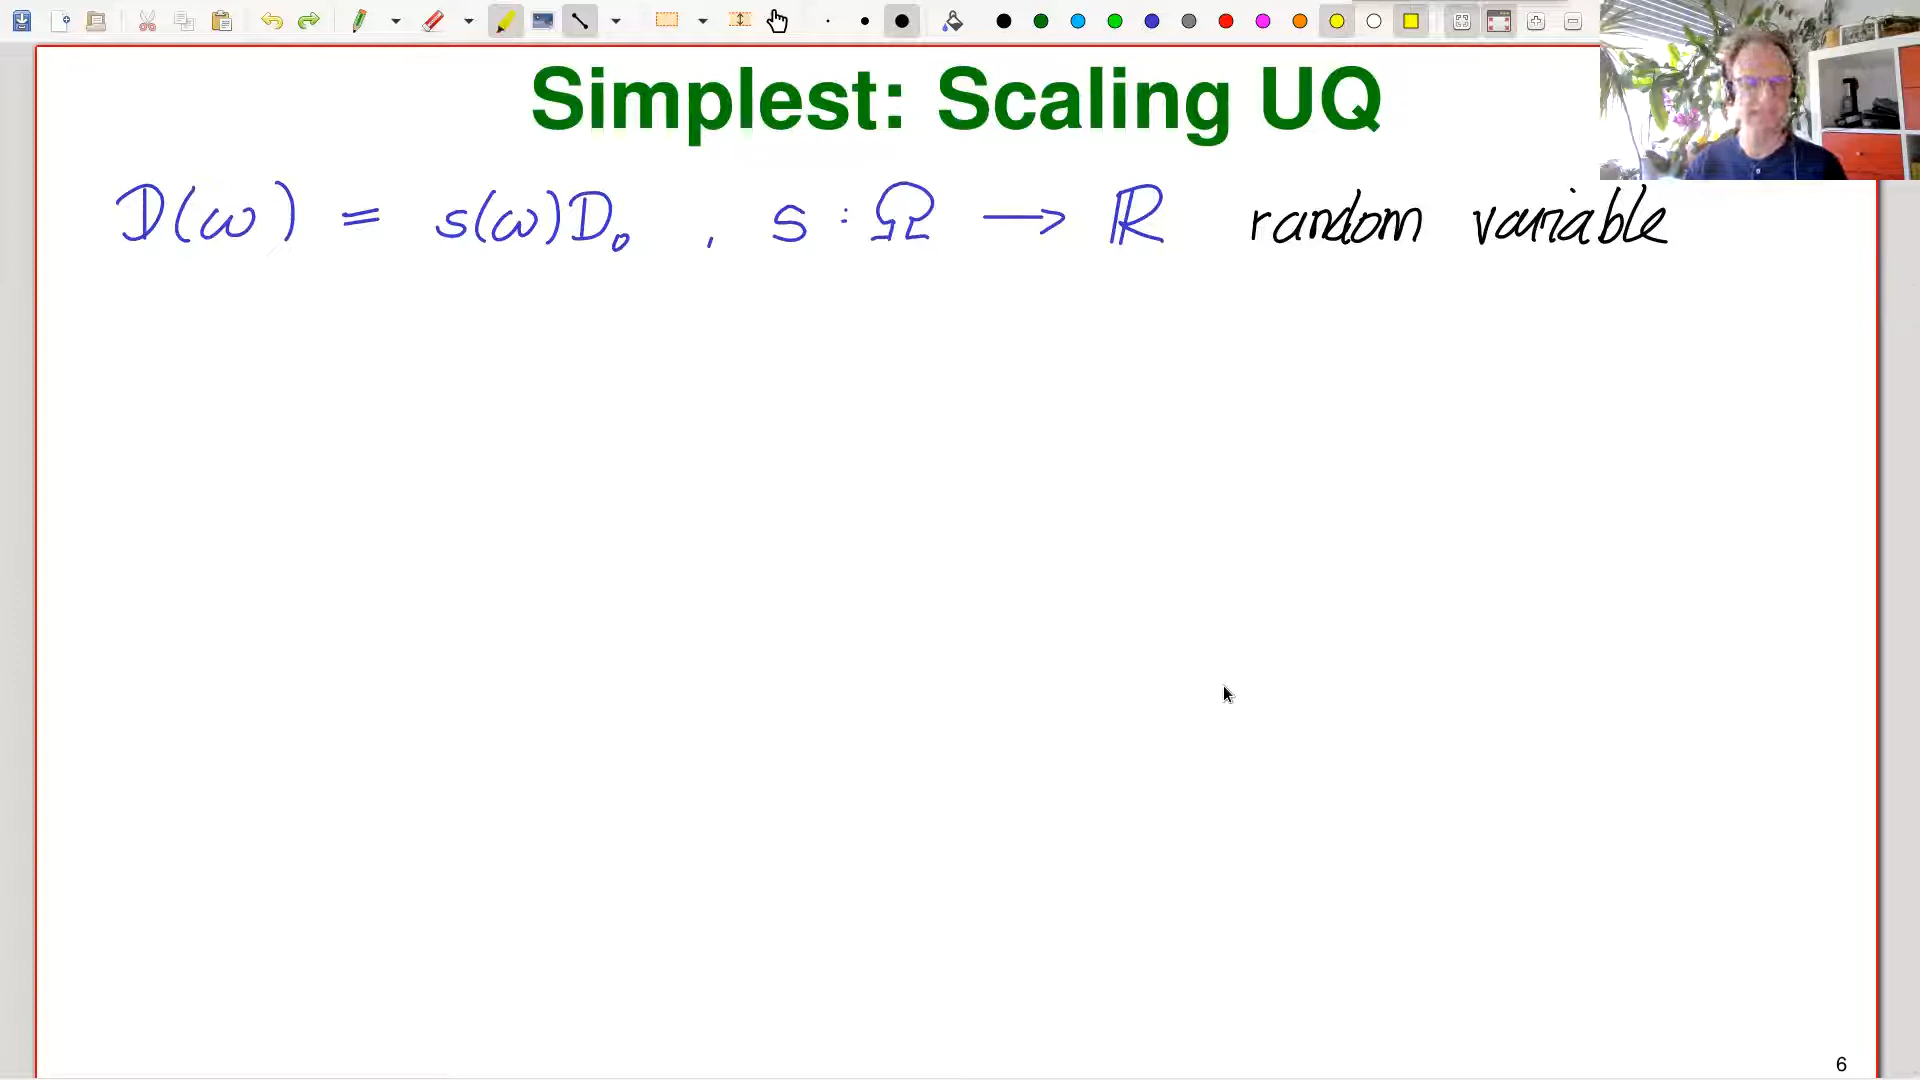 Simplest: Scaling UQ
D(ω) = s(ω)D₀ , s : Ω → ℝ random variable
6